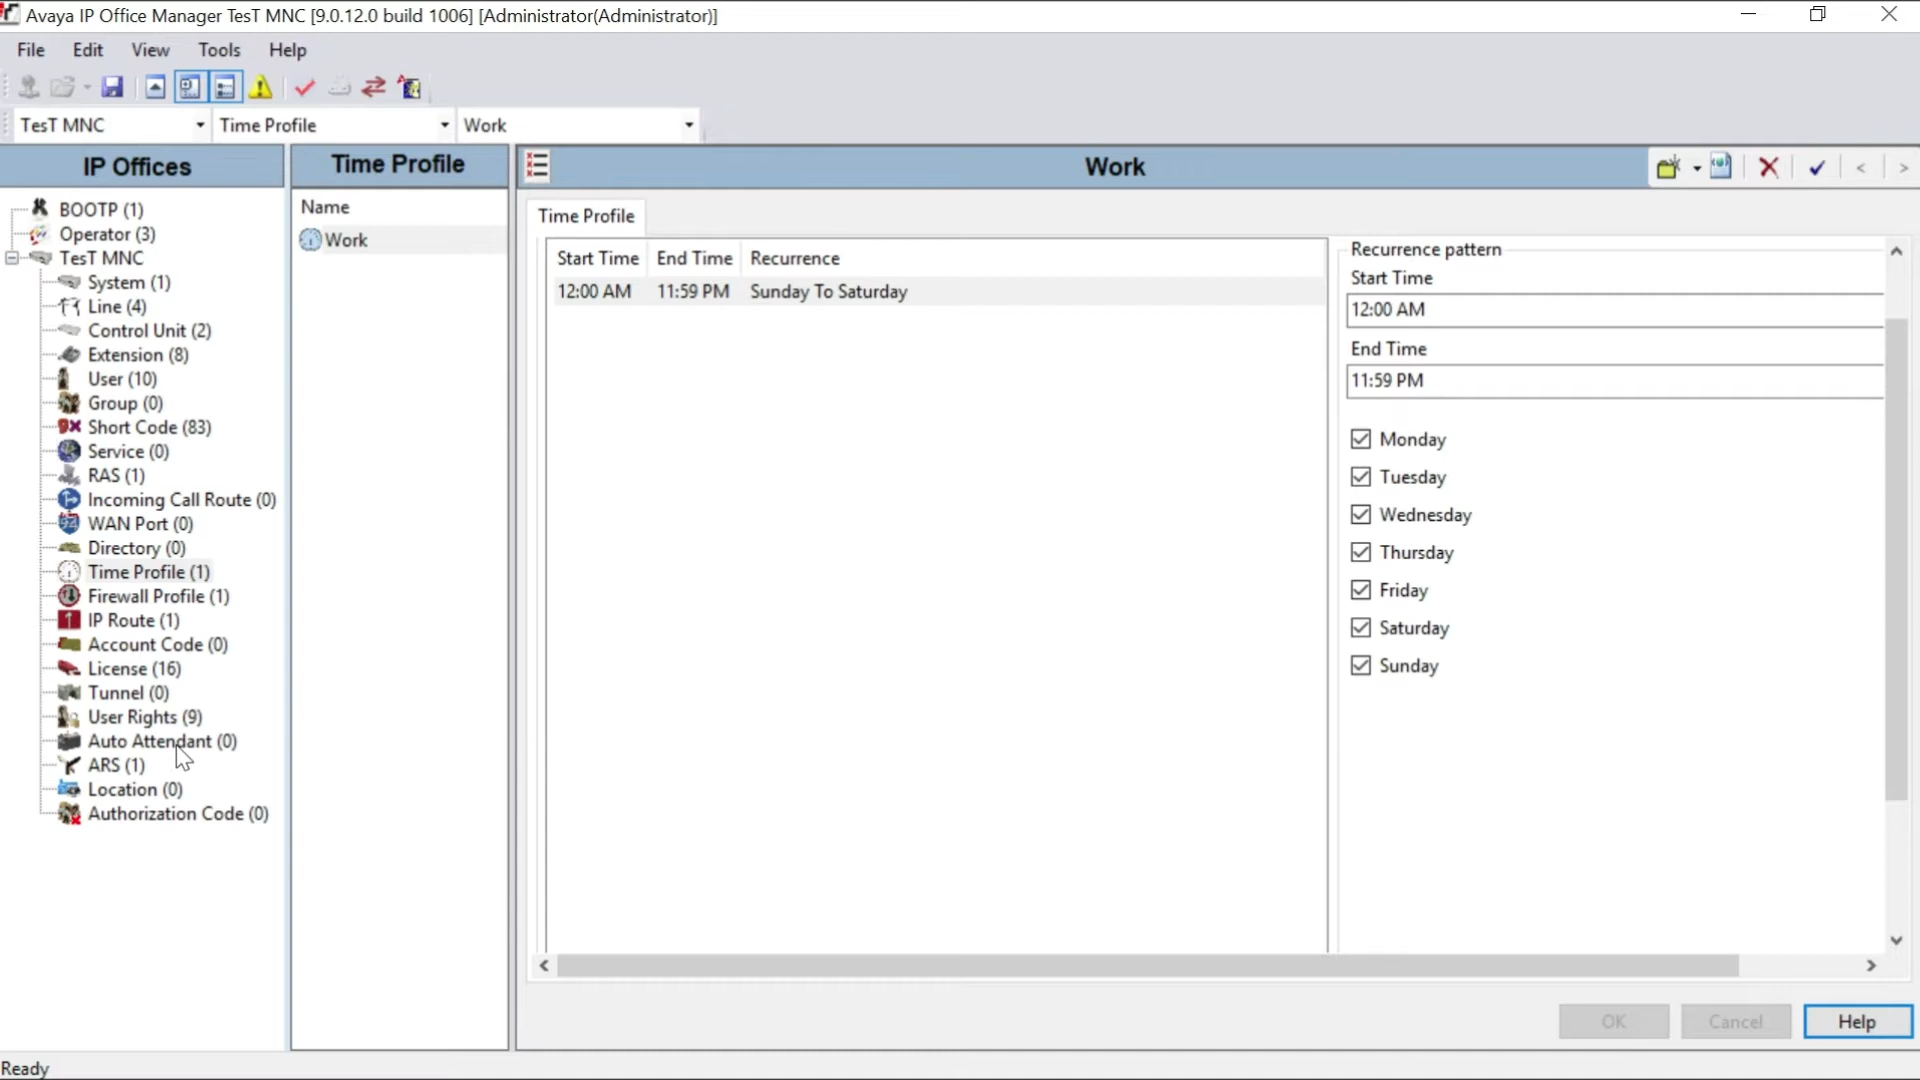 Avaya IP Office Manager TesT MNC [9.0.12.0 build 1006] [Administrator(Administrator)]
File Edit View Tools Help
TesT MNC Time Profile Work
IP Offices
BOOTP (1)
Operator (3)
TesT MNC
System (1)
Line (4)
Control Unit (2)
Extension (8)
User (10)
Group (0)
Short Code (83)
Service (0)
RAS (1)
Incoming Call Route (0)
WAN Port (0)
Directory (0)
Time Profile (1)
Firewall Profile (1)
IP Route (1)
Account Code (0)
License (16)
Tunnel (0)
User Rights (9)
Auto Attendant (0)
ARS (1)
Location (0)
Authorization Code (0)
Time Profile
Name
Work
Work
Time Profile
Start Time End Time Recurrence
12:00 AM 11:59 PM Sunday To Saturday
Recurrence pattern
Start Time
12:00 AM
End Time
11:59 PM
Monday
Tuesday
Wednesday
Thursday
Friday
Saturday
Sunday
OK Cancel Help
Ready